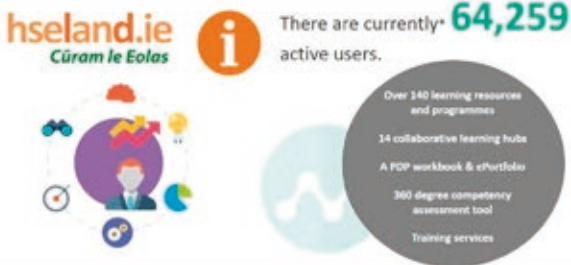 hseland.ie
Cūram le Eolas
i
There are currently* 64,259
active users.
Over 140 learning resources
and programmes
14 collaborative learning hubs
A PDP workbook & ePortfolio
360 degree competency
assessment tool
Training services